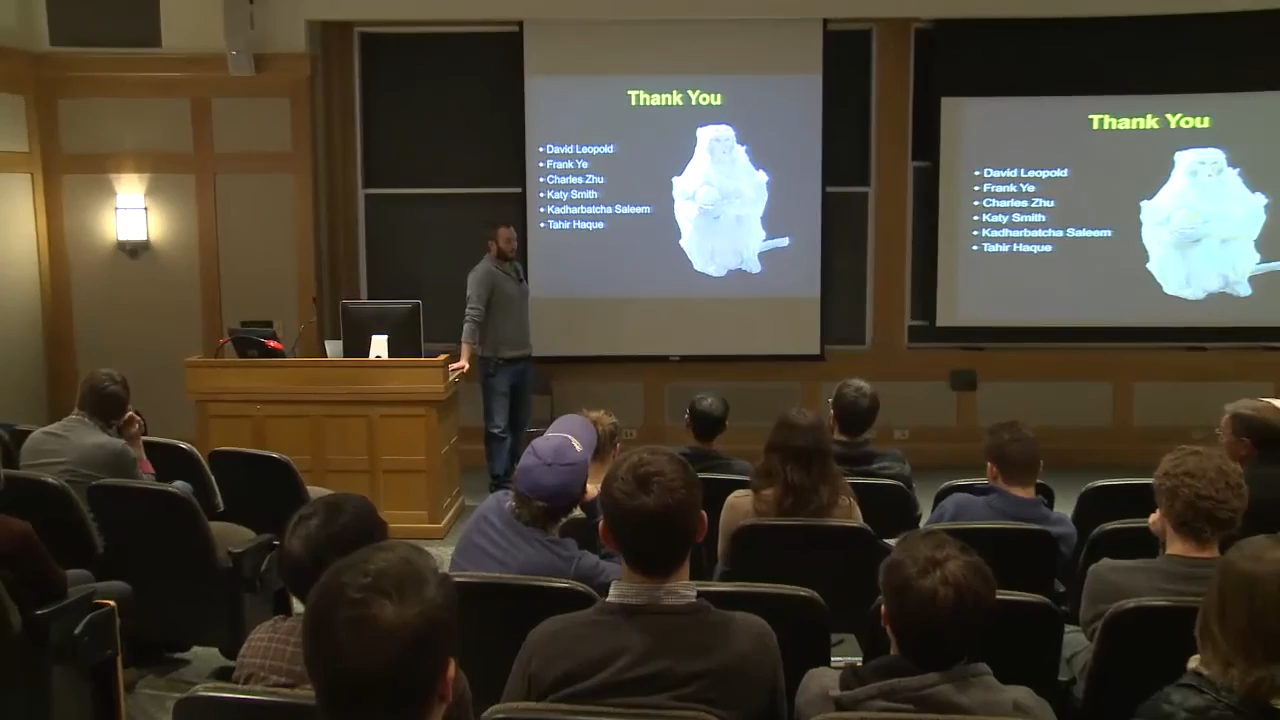 Thank You
David Leopold
Frank Ye
Charles Zhu
Katy Smith
Kadharbatcha Saleem
Tahir Haque
Thank You
David Leopold
Frank Ye
Charles Zhu
Katy Smith
Kadharbatcha Saleem
Tahir Haque